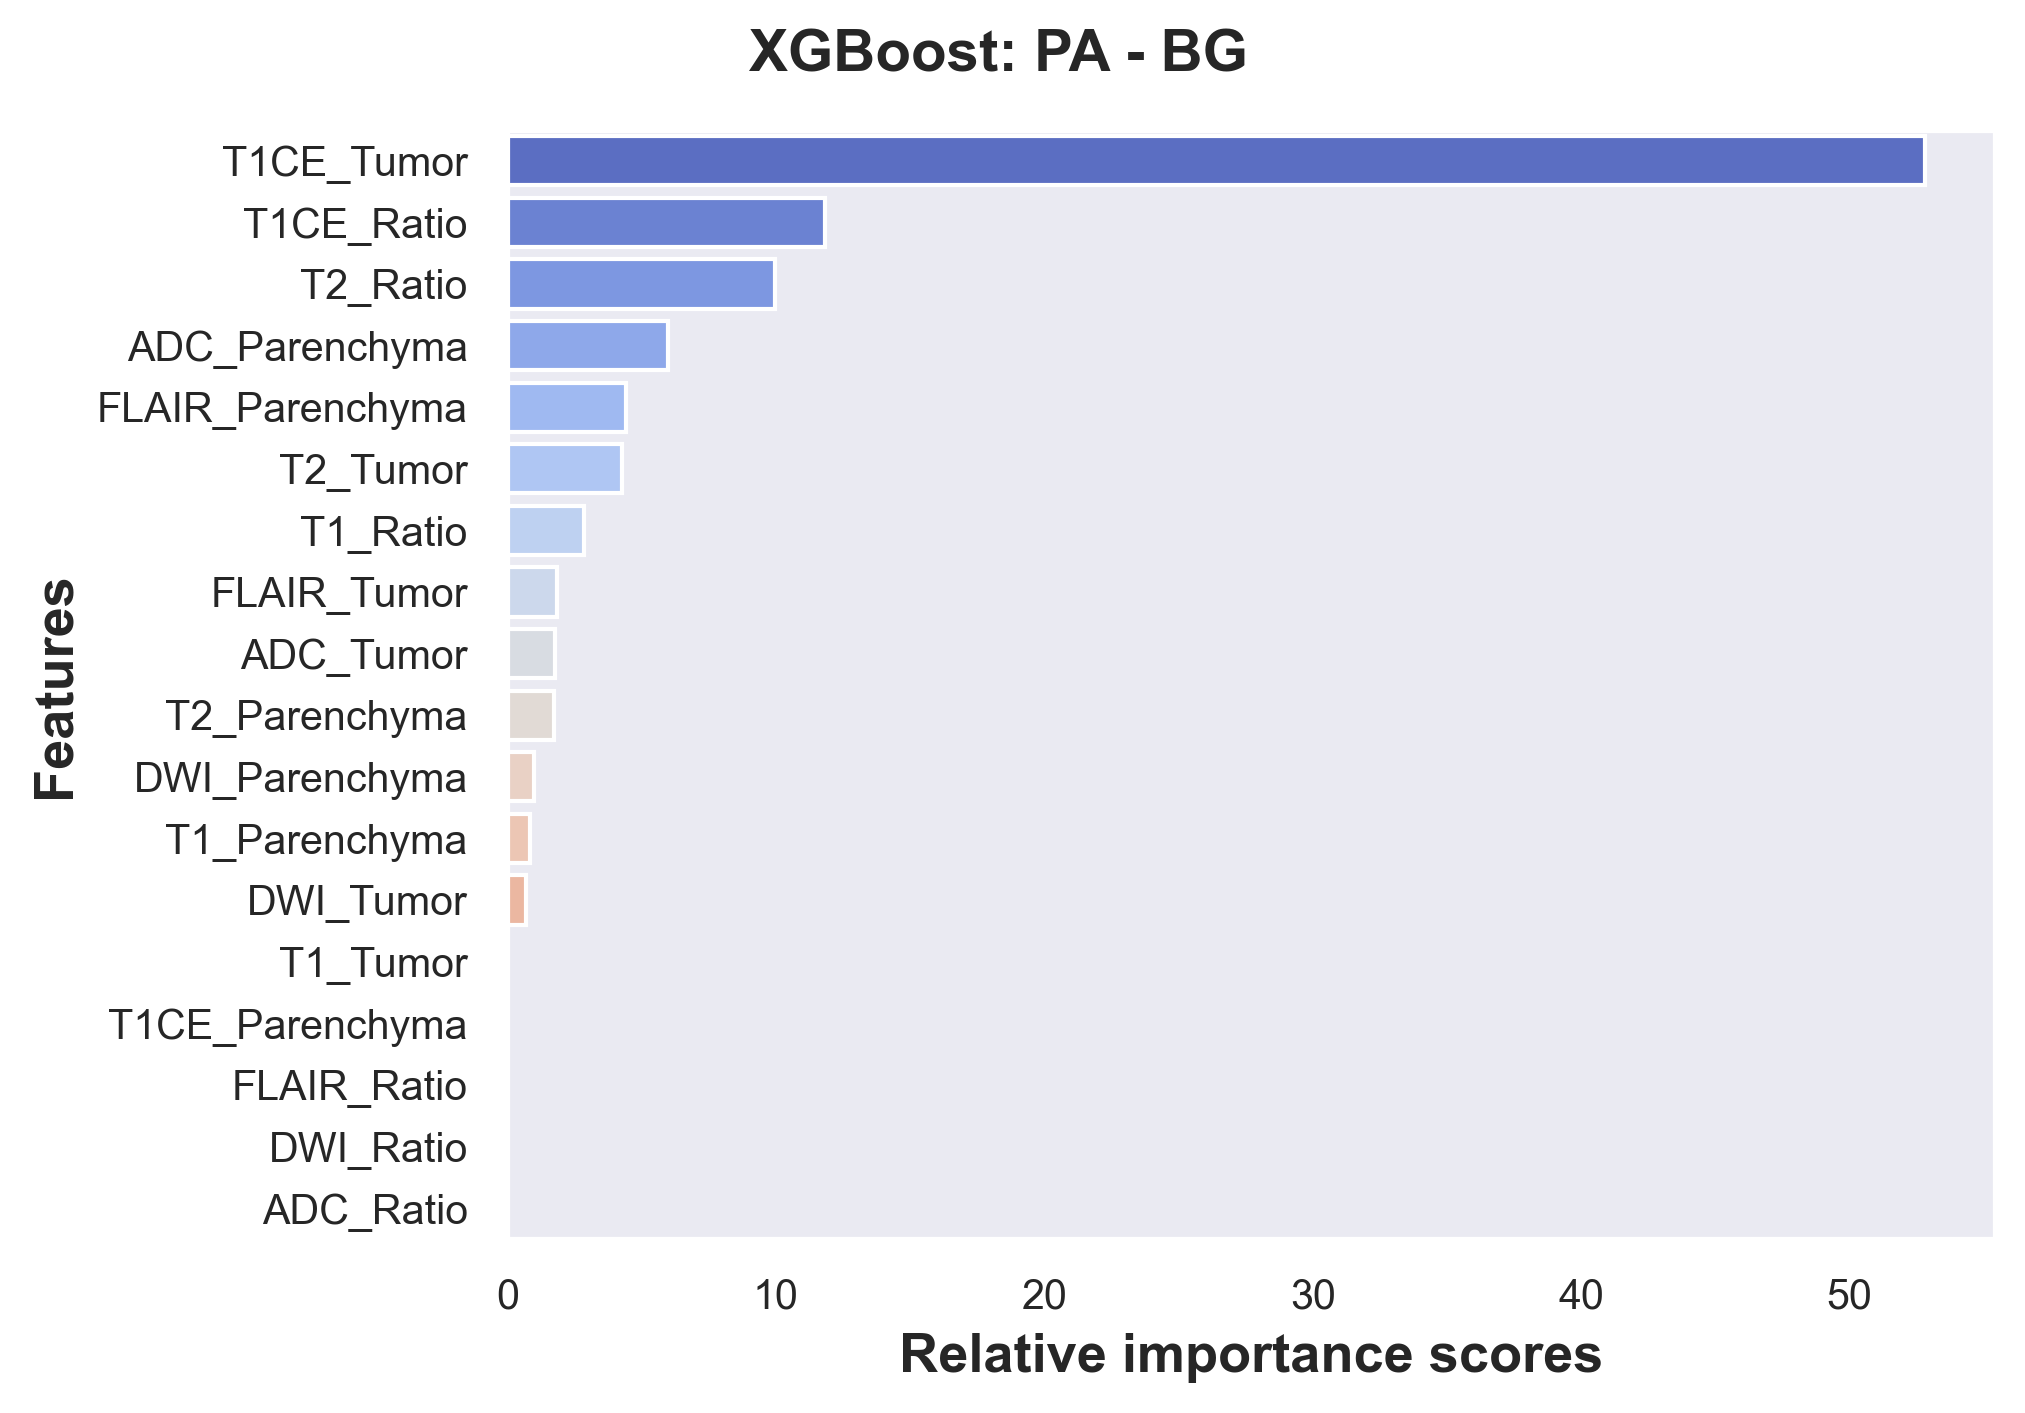 XGBoost: PA - BG
T1CE_Tumor
T1CE_Ratio
T2_Ratio
ADC_Parenchyma
FLAIR_Parenchyma
T2_Tumor
T1_Ratio
FLAIR_Tumor
ADC_Tumor
T2_Parenchyma
DWI_Parenchyma
T1_Parenchyma
DWI_Tumor
T1_Tumor
T1CE_Parenchyma
FLAIR_Ratio
DWI_Ratio
ADC_Ratio
Features
0 10 20 30 40 50
Relative importance scores